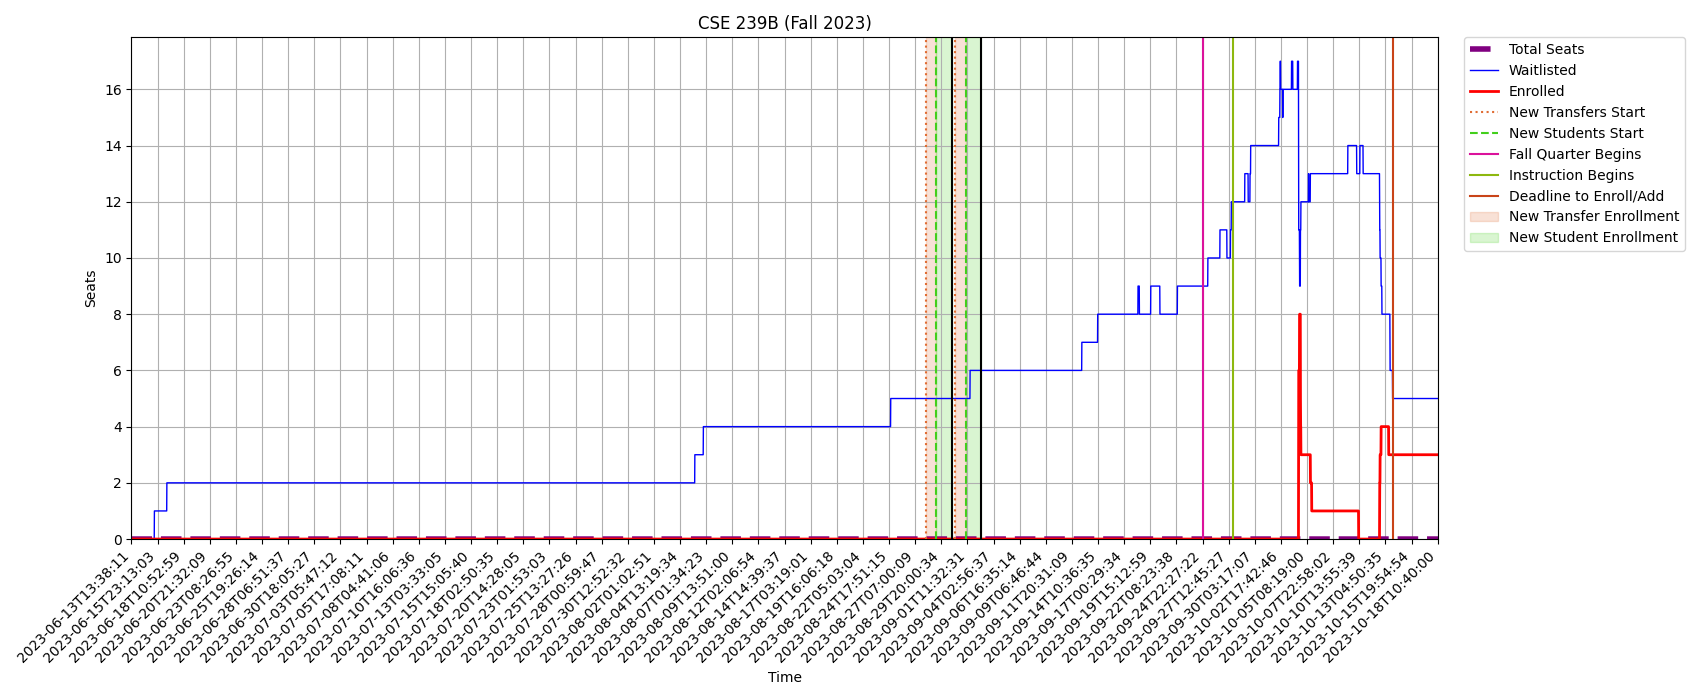 CSE 239B (Fall 2023)
Seats
16
14
12
10
8
6
4
2
0
2023-06-13T13:38:11
2023-06-15T23:13:03
2023-06-18T10:52:59
2023-06-20T21:32:09
2023-06-23T08:26:55
2023-06-25T19:26:14
2023-06-28T06:51:37
2023-06-30T18:05:27
2023-07-03T05:47:12
2023-07-05T17:08:11
2023-07-08T04:41:06
2023-07-10T16:06:36
2023-07-13T03:33:05
2023-07-15T15:05:40
2023-07-18T02:50:35
2023-07-20T14:28:05
2023-07-23T01:53:03
2023-07-25T13:27:26
2023-07-28T00:59:47
2023-07-30T12:52:32
2023-08-02T01:02:51
2023-08-04T13:19:34
2023-08-07T01:34:23
2023-08-09T13:51:00
2023-08-12T02:06:54
2023-08-14T14:39:37
2023-08-17T03:19:01
2023-08-19T16:06:18
2023-08-22T05:03:04
2023-08-24T17:51:15
2023-08-27T07:00:09
2023-08-29T20:00:34
2023-09-01T11:32:31
2023-09-04T02:56:37
2023-09-06T16:35:14
2023-09-09T06:46:44
2023-09-11T20:31:09
2023-09-14T10:36:35
2023-09-17T00:29:34
2023-09-19T15:12:59
2023-09-22T08:23:38
2023-09-24T22:27:22
2023-09-27T12:45:27
2023-09-30T03:17:07
2023-10-02T17:42:46
2023-10-05T08:19:00
2023-10-07T22:58:02
2023-10-10T13:55:39
2023-10-13T04:50:35
2023-10-15T19:54:54
2023-10-18T10:40:00
Time
Total Seats
Waitlisted
Enrolled
New Transfers Start
New Students Start
Fall Quarter Begins
Instruction Begins
Deadline to Enroll/Add
New Transfer Enrollment
New Student Enrollment